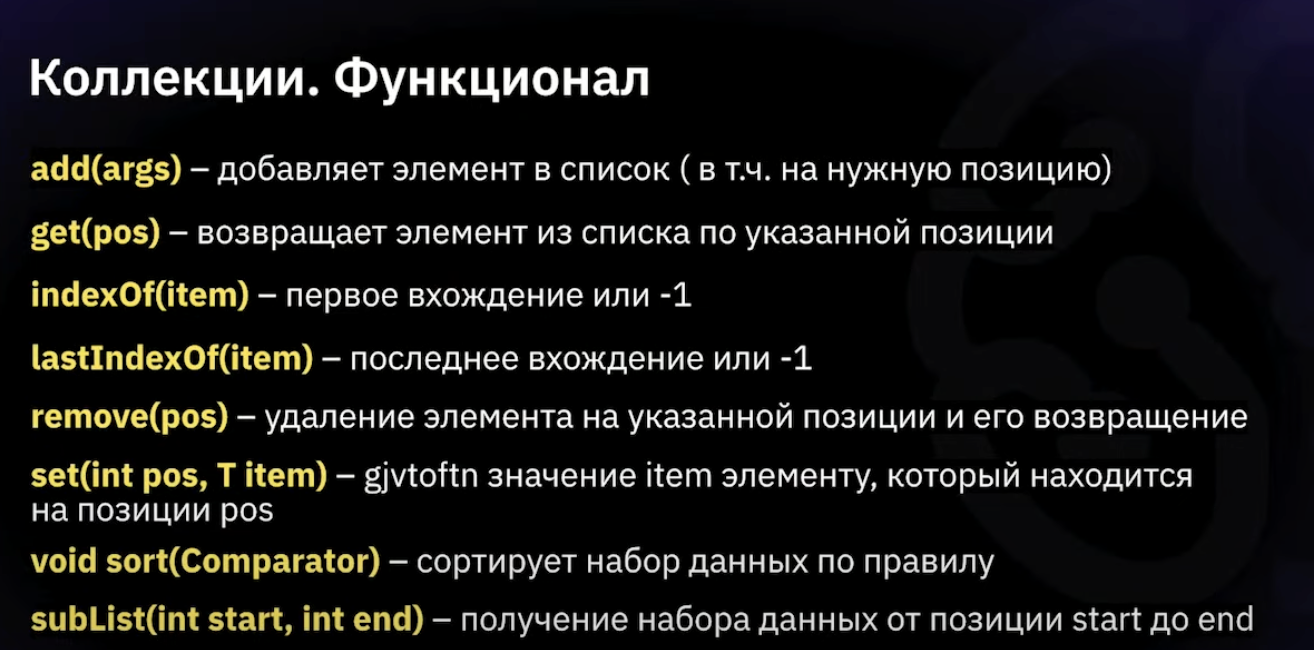 Коллекции. Функционал
add(args) – добавляет элемент в список ( в т.ч. на нужную позицию)
get(pos) – возвращает элемент из списка по указанной позиции
indexOf(item) – первое вхождение или -1
lastIndexOf(item) – последнее вхождение или -1
remove(pos) – удаление элемента на указанной позиции и его возвращение
set(int pos, T item) – gjvtoftn значение item элементу, который находится
на позиции pos
void sort(Comparator) – сортирует набор данных по правилу
subList(int start, int end) – получение набора данных от позиции start до end